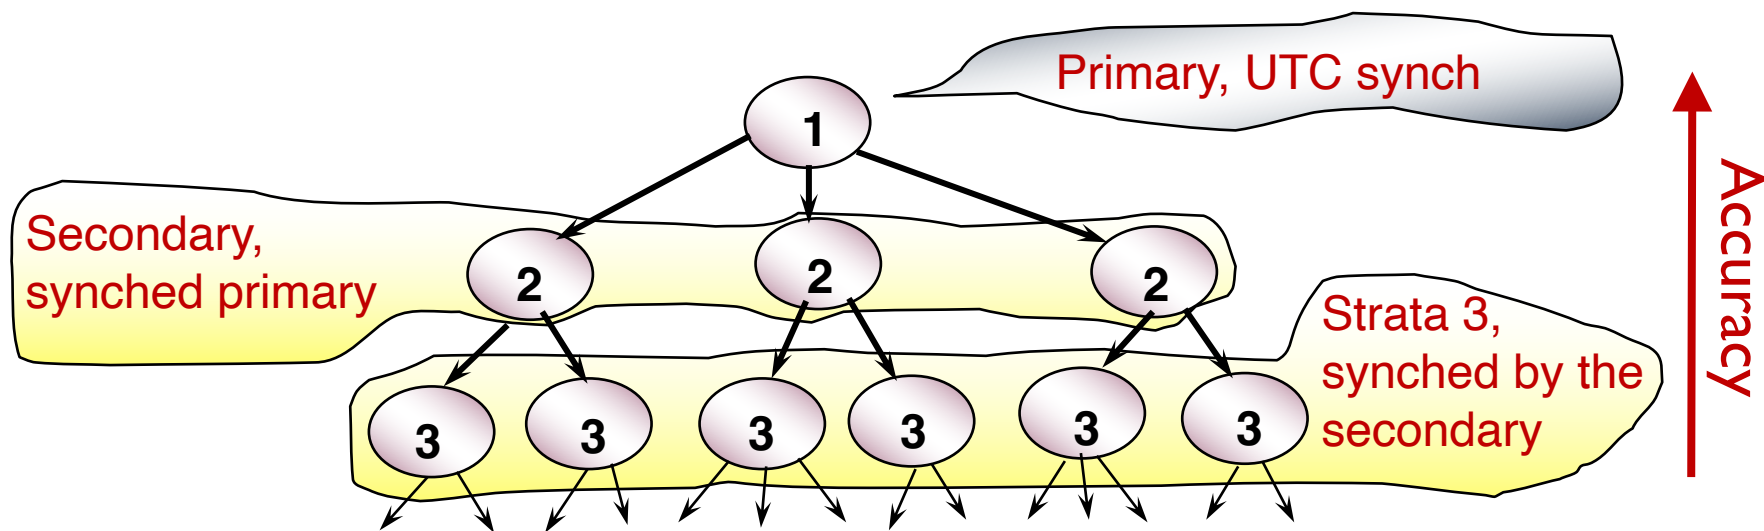 Primary, UTC synch
1
Accuracy
Secondary,
synched primary
2
2
2
Strata 3,
synched by the
secondary
3
3
3
3
3
3